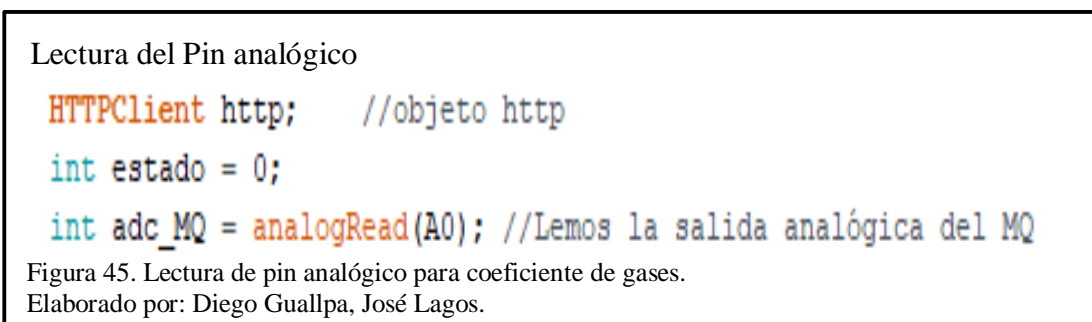 Lectura del Pin analógico
HTTPClient http;    //objeto http
int estado = 0;
int adc_MQ = analogRead(A0); //Lemos la salida analógica del MQ
Figura 45. Lectura de pin analógico para coeficiente de gases.
Elaborado por: Diego Guallpa, José Lagos.